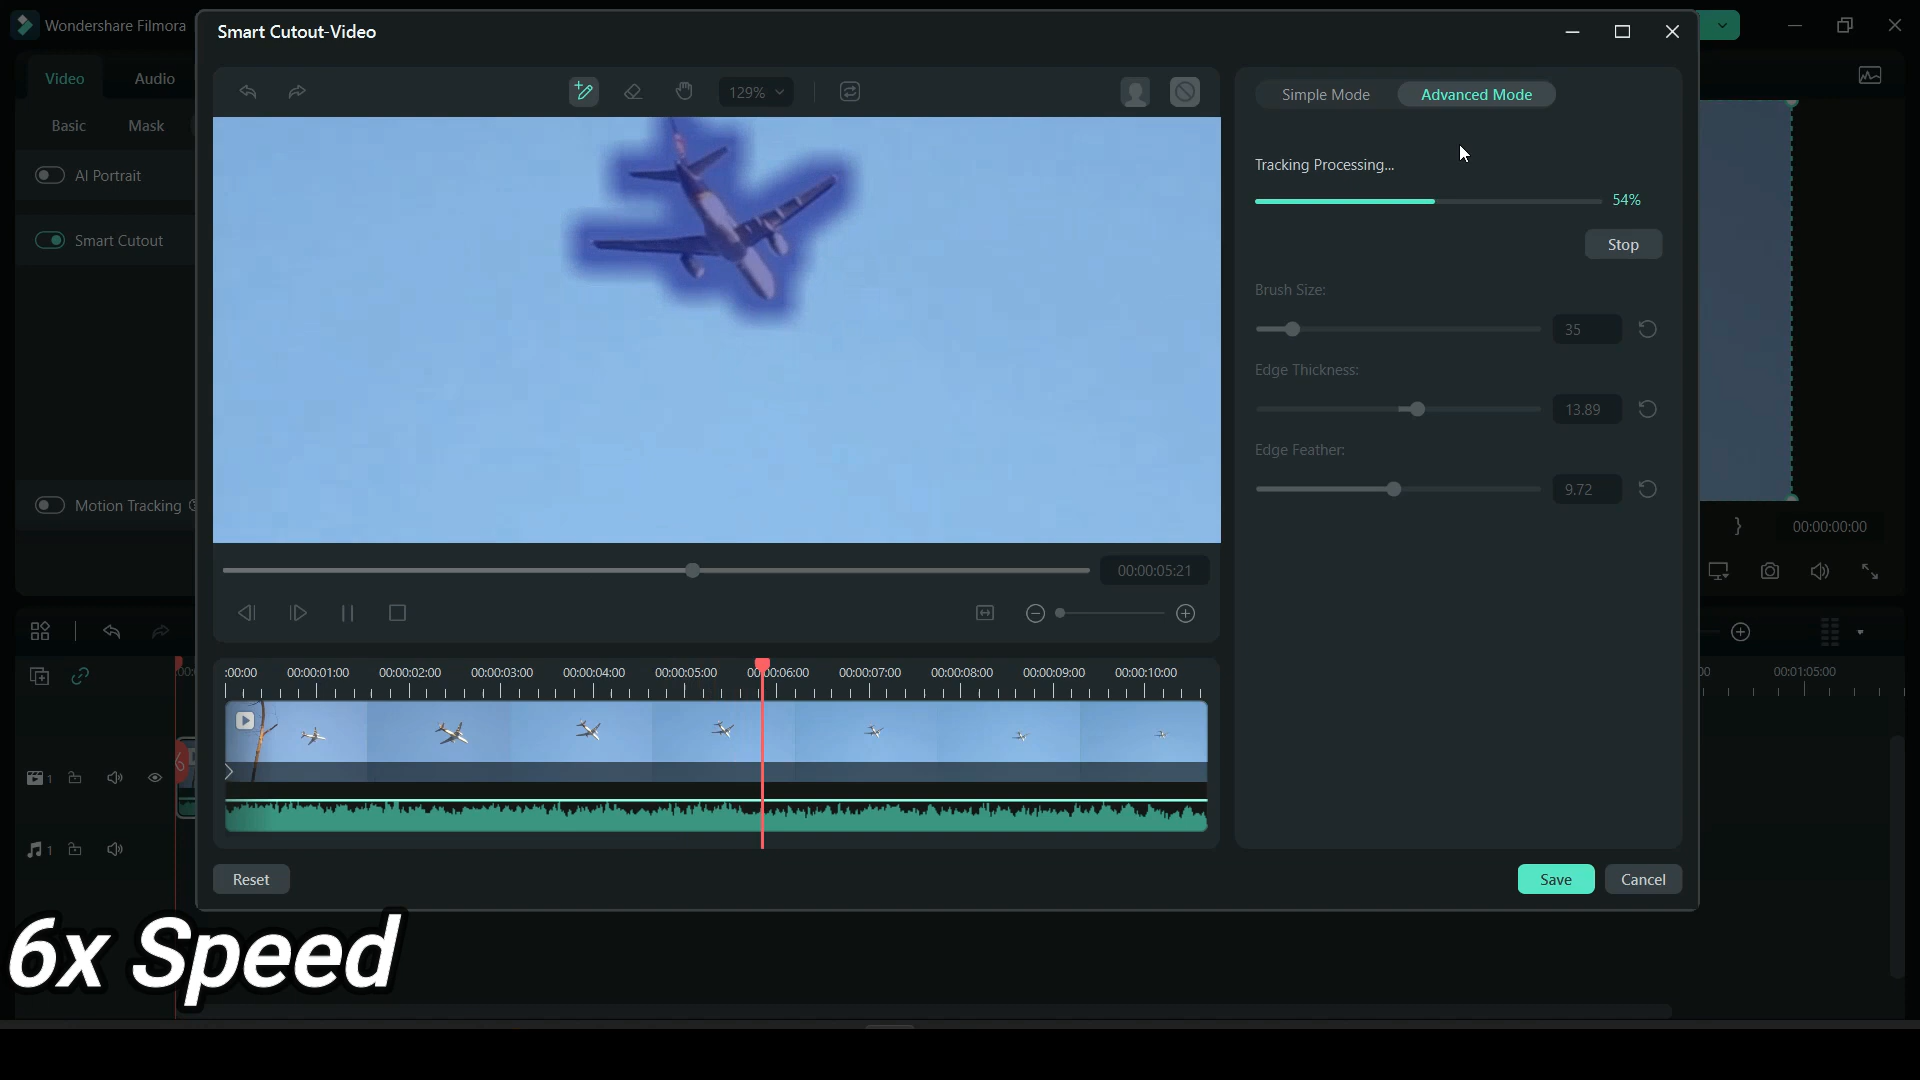 Wondershare Filmora
Smart Cutout-Video
Video Audio
Basic Mask
AI Portrait
Smart Cutout
Motion Tracking
129%
Simple Mode Advanced Mode
Tracking Processing...
54%
Stop
Brush Size:
35
Edge Thickness:
13.89
Edge Feather:
9.72
00:00:05:21
00:00:00:00
:00:00 00:00:01:00 00:00:02:00 00:00:03:00 00:00:04:00 00:00:05:00 00:00:06:00 00:00:07:00 00:00:08:00 00:00:09:00 00:00:10:00
00:01:05:00
1
1
Reset
Save Cancel
6x Speed